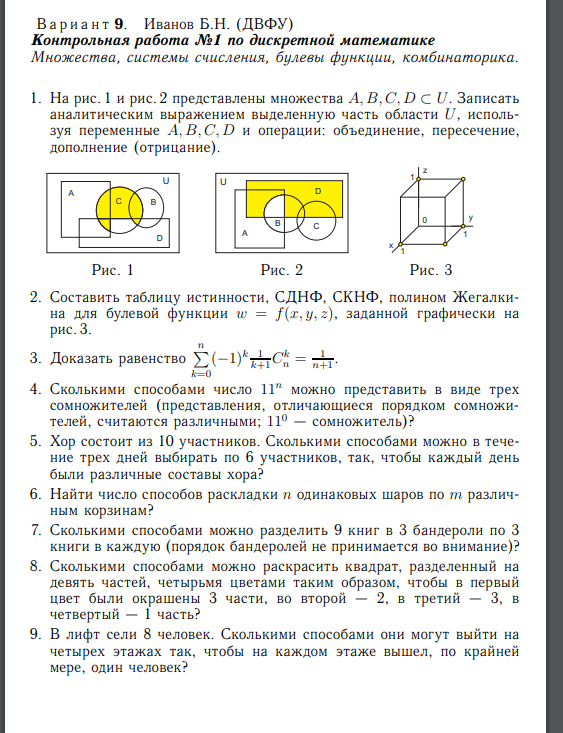 Вариант 9. Иванов Б.Н. (ДВФУ)
Контрольная работа №1 по дискретной математике
Множества, системы счисления, булевы функции, комбинаторика.
1. На рис. 1 и рис. 2 представлены множества A, B, C, D ⊂ U. Записать
аналитическим выражением выделенную часть области U, исполь-
зуя переменные A, B, C, D и операции: объединение, пересечение,
дополнение (отрицание).
U
A
C
B
D
U
D
B
C
A
z
1
0
y
1
x
1
Рис. 1 Рис. 2 Рис. 3
2. Составить таблицу истинности, СДНФ, СКНФ, полином Жегалки-
на для булевой функции w = f(x, y, z), заданной графически на
рис. 3.
3. Доказать равенство ∑_{k=0}^{n} (−1)^k \frac{1}{k+1} C_n^k = \frac{1}{n+1}.
4. Сколькими способами число 11^n можно представить в виде трех
сомножителей (представления, отличающиеся порядком сомножи-
телей, считаются различными; 11^0 — сомножитель)?
5. Хор состоит из 10 участников. Сколькими способами можно в тече-
ние трех дней выбирать по 6 участников, так, чтобы каждый день
были различные составы хора?
6. Найти число способов раскладки n одинаковых шаров по m различ-
ным корзинам?
7. Сколькими способами можно разделить 9 книг в 3 бандероли по 3
книги в каждую (порядок бандеролей не принимается во внимание)?
8. Сколькими способами можно раскрасить квадрат, разделенный на
девять частей, четырьмя цветами таким образом, чтобы в первый
цвет были окрашены 3 части, во второй — 2, в третий — 3, в
четвертый — 1 часть?
9. В лифт сели 8 человек. Сколькими способами они могут выйти на
четырех этажах так, чтобы на каждом этаже вышел, по крайней
мере, один человек?